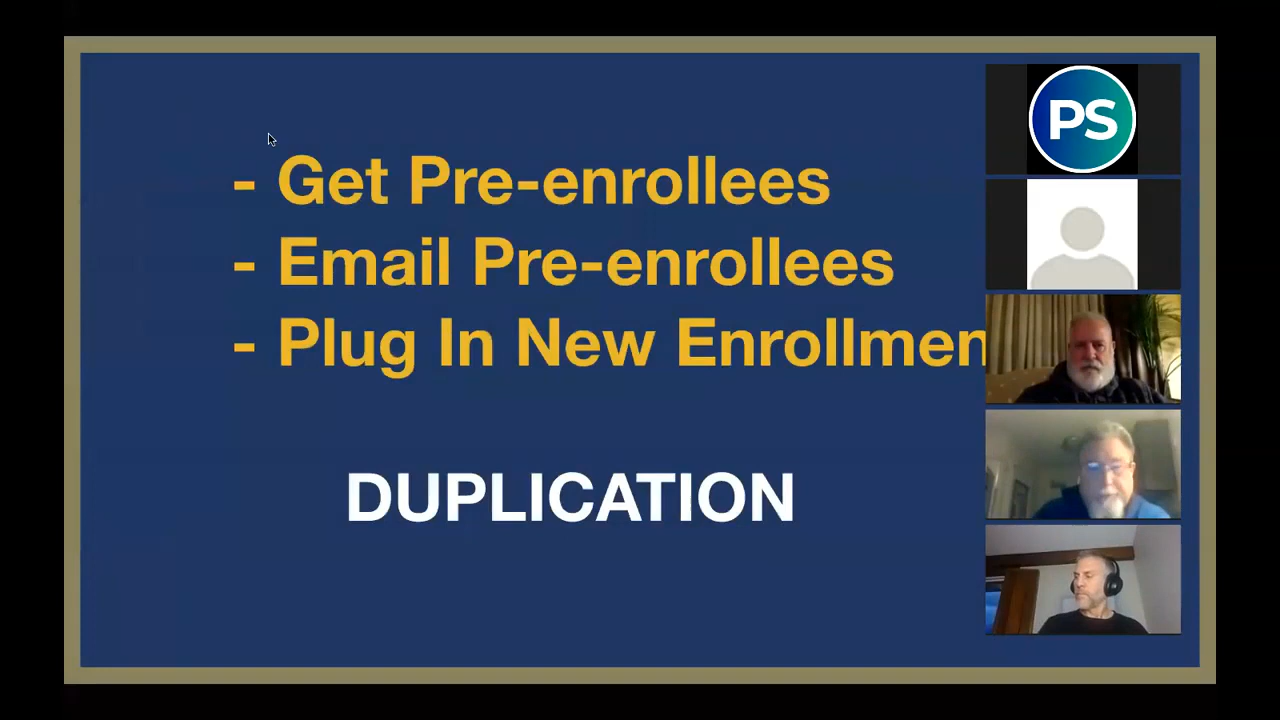 - Get Pre-enrollees
- Email Pre-enrollees
- Plug In New Enrollmen
DUPLICATION
PS